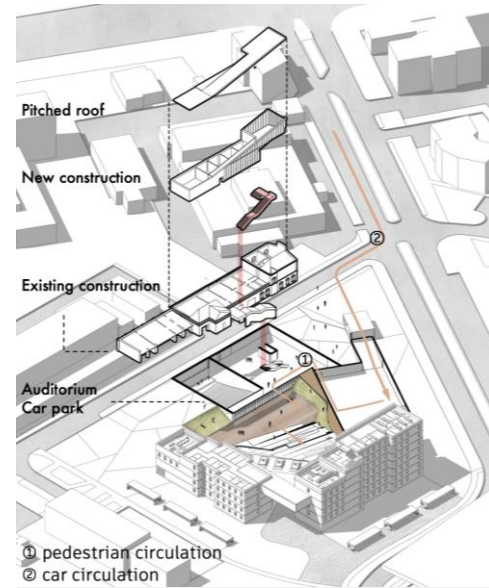 Pitched roof
New construction
②
Existing construction
①
Auditorium
Car park
① pedestrian circulation
② car circulation